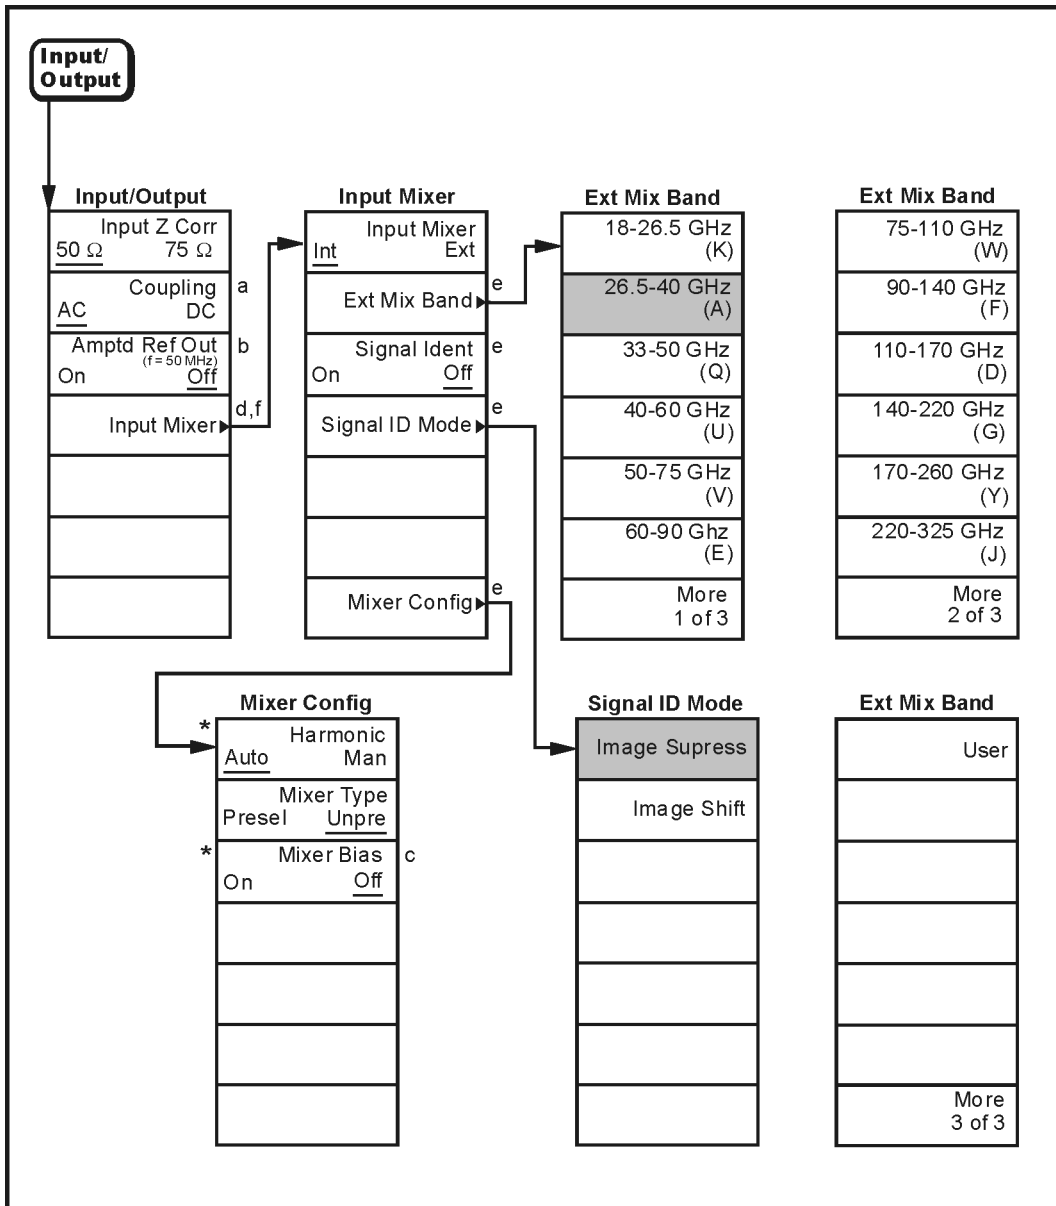 Input/
Output
Input/Output
Input Z Corr
50 Ω 75 Ω
Coupling a
AC DC
Amptd Ref Out b
(f = 50 MHz)
On Off
Input Mixer d,f
Input Mixer
Input Mixer
Int Ext
Ext Mix Band e
Signal Ident e
On Off
Signal ID Mode e
Mixer Config e
Ext Mix Band
18-26.5 GHz
(K)
26.5-40 GHz
(A)
33-50 GHz
(Q)
40-60 GHz
(U)
50-75 GHz
(V)
60-90 Ghz
(E)
More
1 of 3
Ext Mix Band
75-110 GHz
(W)
90-140 GHz
(F)
110-170 GHz
(D)
140-220 GHz
(G)
170-260 GHz
(Y)
220-325 GHz
(J)
More
2 of 3
Mixer Config
* Harmonic
Auto Man
Mixer Type
Presel Unpre
* Mixer Bias c
On Off
Signal ID Mode
Image Supress
Image Shift
Ext Mix Band
User
More
3 of 3